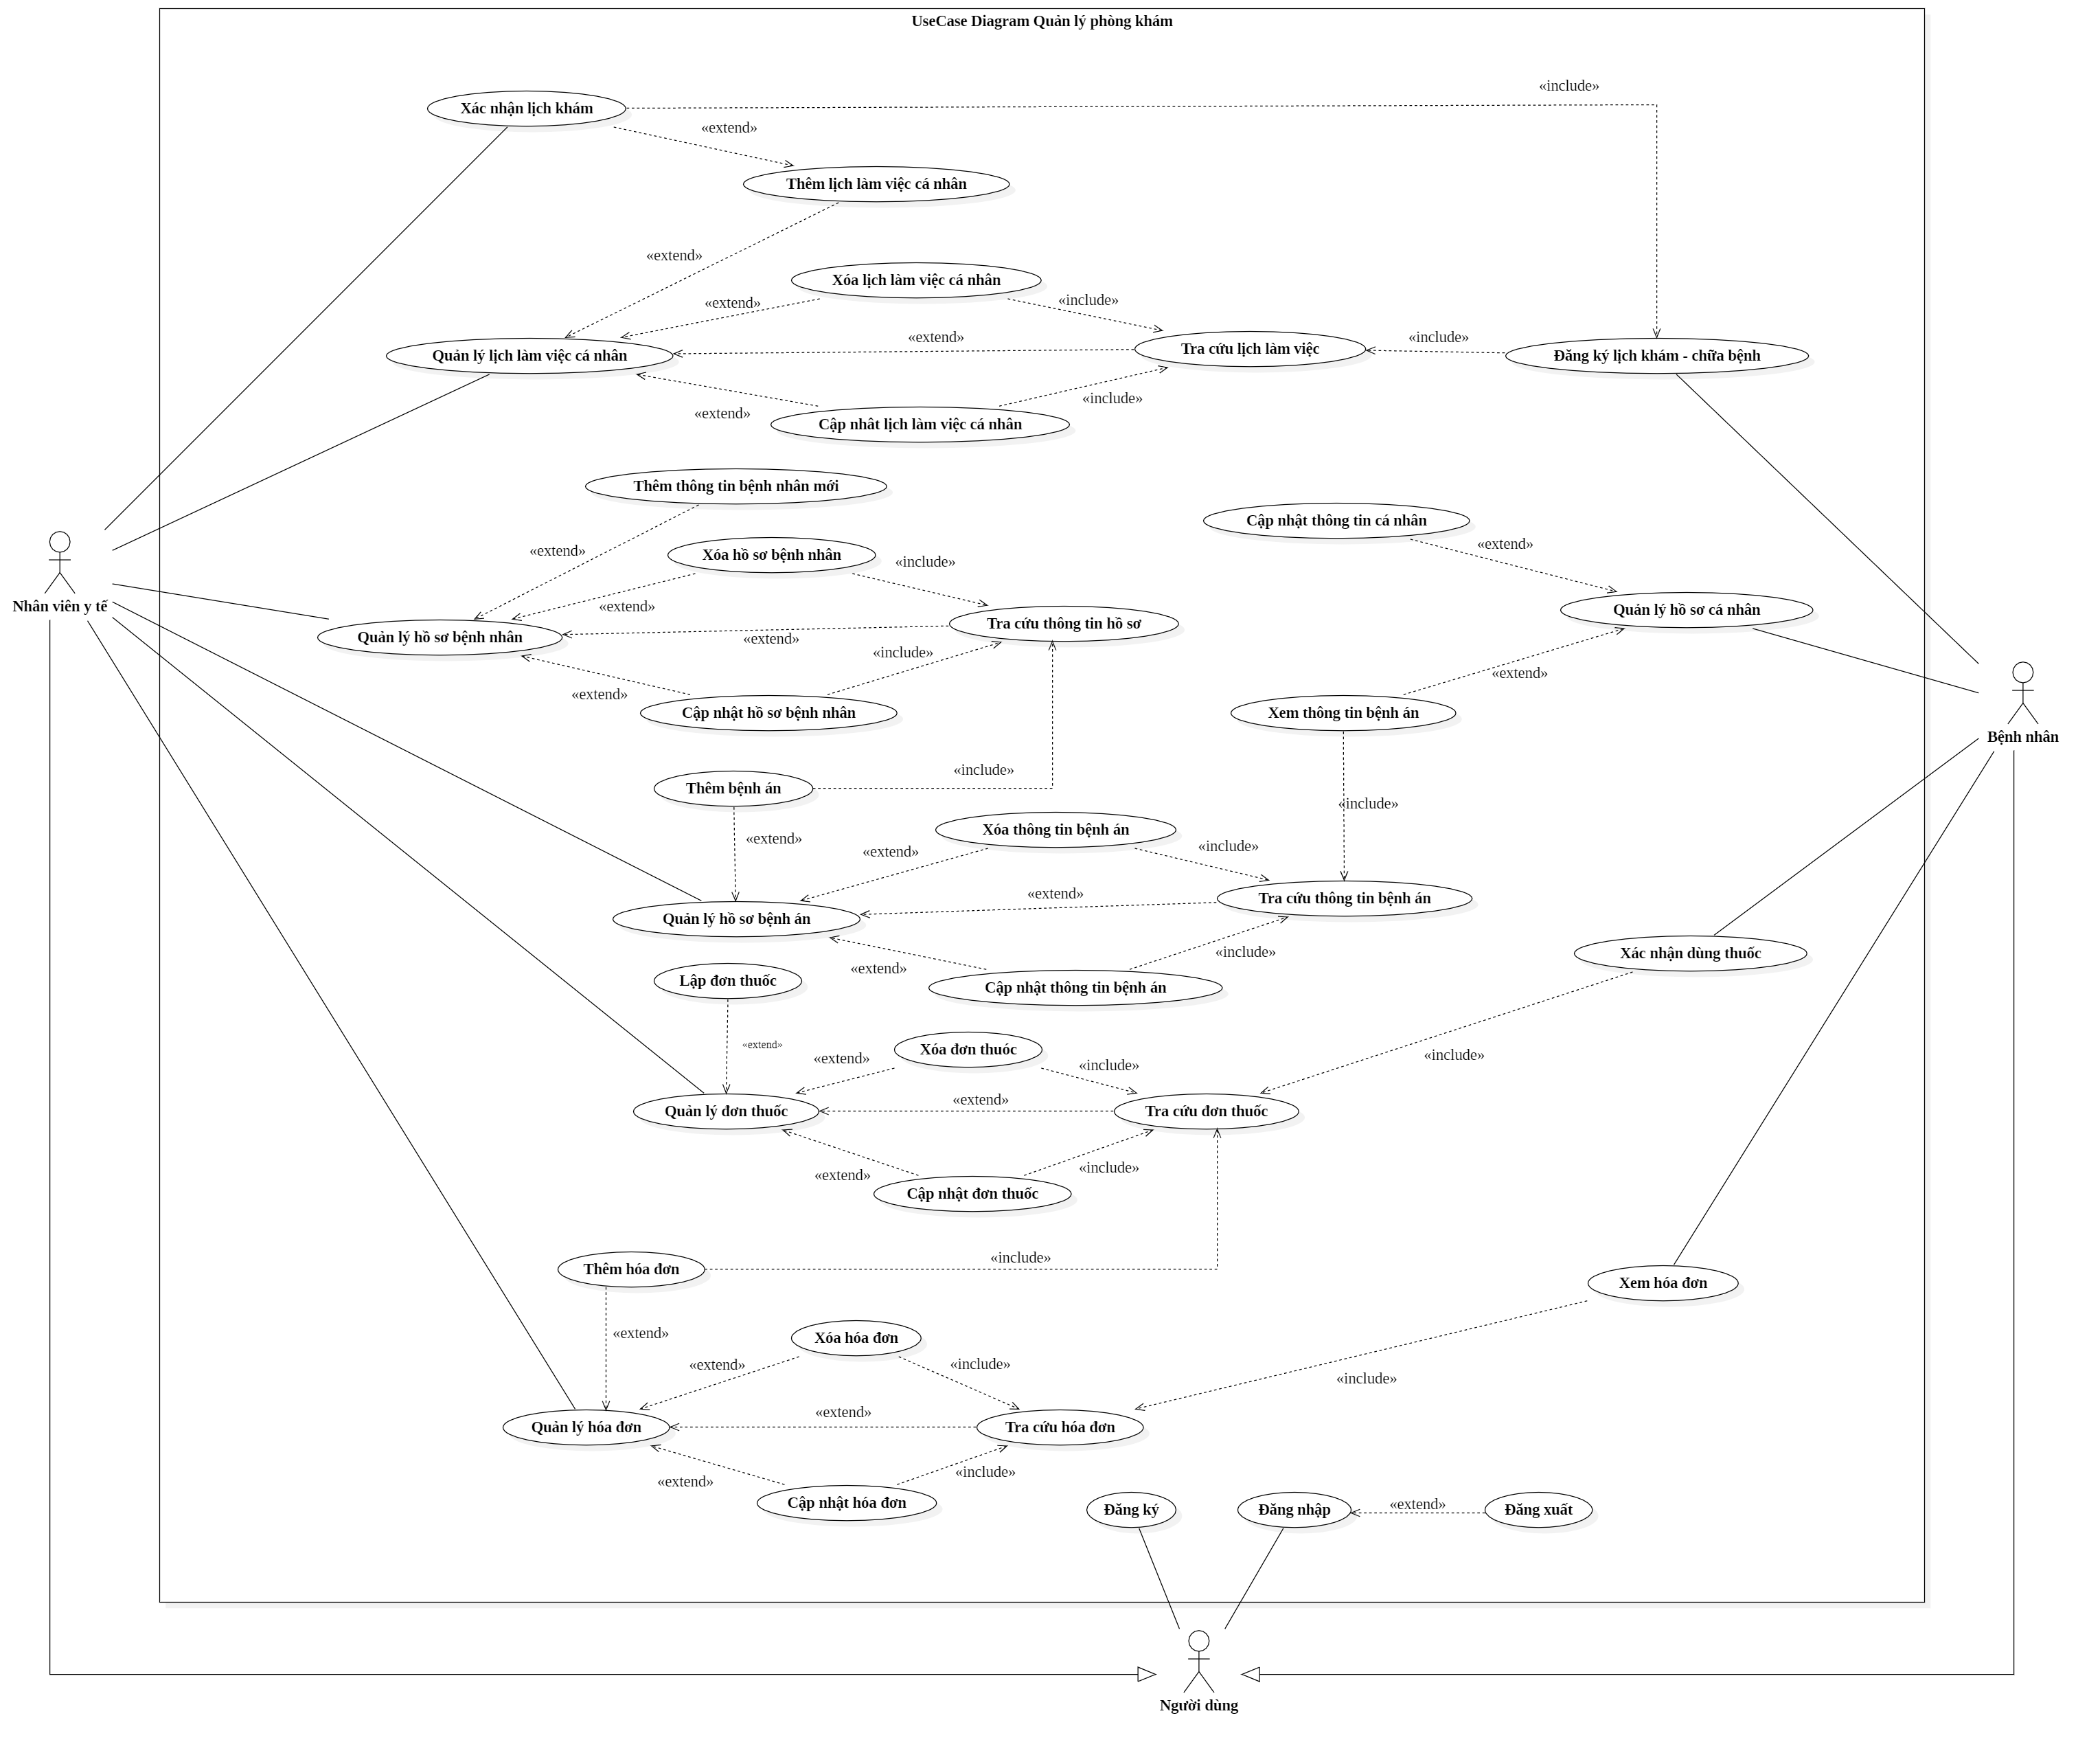 UseCase Diagram Quản lý phòng khám
«include»
Xác nhận lịch khám
«extend»
Thêm lịch làm việc cá nhân
«extend»
Xóa lịch làm việc cá nhân
«extend»
«include»
«extend»
«include»
Quản lý lịch làm việc cá nhân
Tra cứu lịch làm việc
Đăng ký lịch khám - chữa bệnh
«include»
«extend»
Cập nhât lịch làm việc cá nhân
Thêm thông tin bệnh nhân mới
Cập nhật thông tin cá nhân
«extend»
«extend»
Xóa hồ sơ bệnh nhân
«include»
Nhân viên y tế
«extend»
Quản lý hồ sơ cá nhân
Tra cứu thông tin hồ sơ
Quản lý hồ sơ bệnh nhân
«extend»
«include»
«extend»
«extend»
Cập nhật hồ sơ bệnh nhân
Xem thông tin bệnh án
Bệnh nhân
«include»
Thêm bệnh án
«include»
Xóa thông tin bệnh án
«extend»
«include»
«extend»
«extend»
Tra cứu thông tin bệnh án
Quản lý hồ sơ bệnh án
«include»
Xác nhận dùng thuốc
«extend»
Lập đơn thuốc
Cập nhật thông tin bệnh án
«extend»
Xóa đơn thuóc
«extend»
«include»
«include»
«extend»
Quản lý đơn thuốc
Tra cứu đơn thuốc
«include»
«extend»
Cập nhật đơn thuốc
«include»
Thêm hóa đơn
Xem hóa đơn
«extend»
Xóa hóa đơn
«extend»
«include»
«include»
«extend»
Quản lý hóa đơn
Tra cứu hóa đơn
«include»
«extend»
Cập nhật hóa đơn
Đăng ký
Đăng nhập
«extend»
Đăng xuất
Người dùng